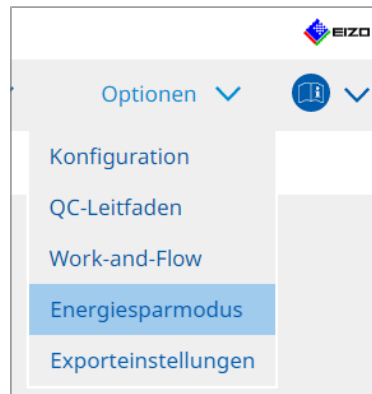 EIZO
Optionen
Konfiguration
QC-Leitfaden
Work-and-Flow
Energiesparmodus
Exporteinstellungen